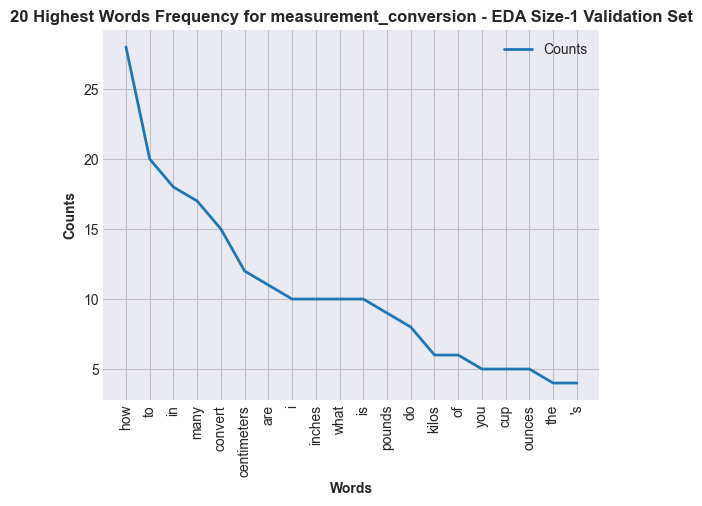 20 Highest Words Frequency for measurement_conversion - EDA Size-1 Validation Set
Counts
25
20
15
10
5
Counts
how
to
in
many
convert
centimeters
are
i
inches
what
is
pounds
do
kilos
of
you
cup
ounces
the
's
Words